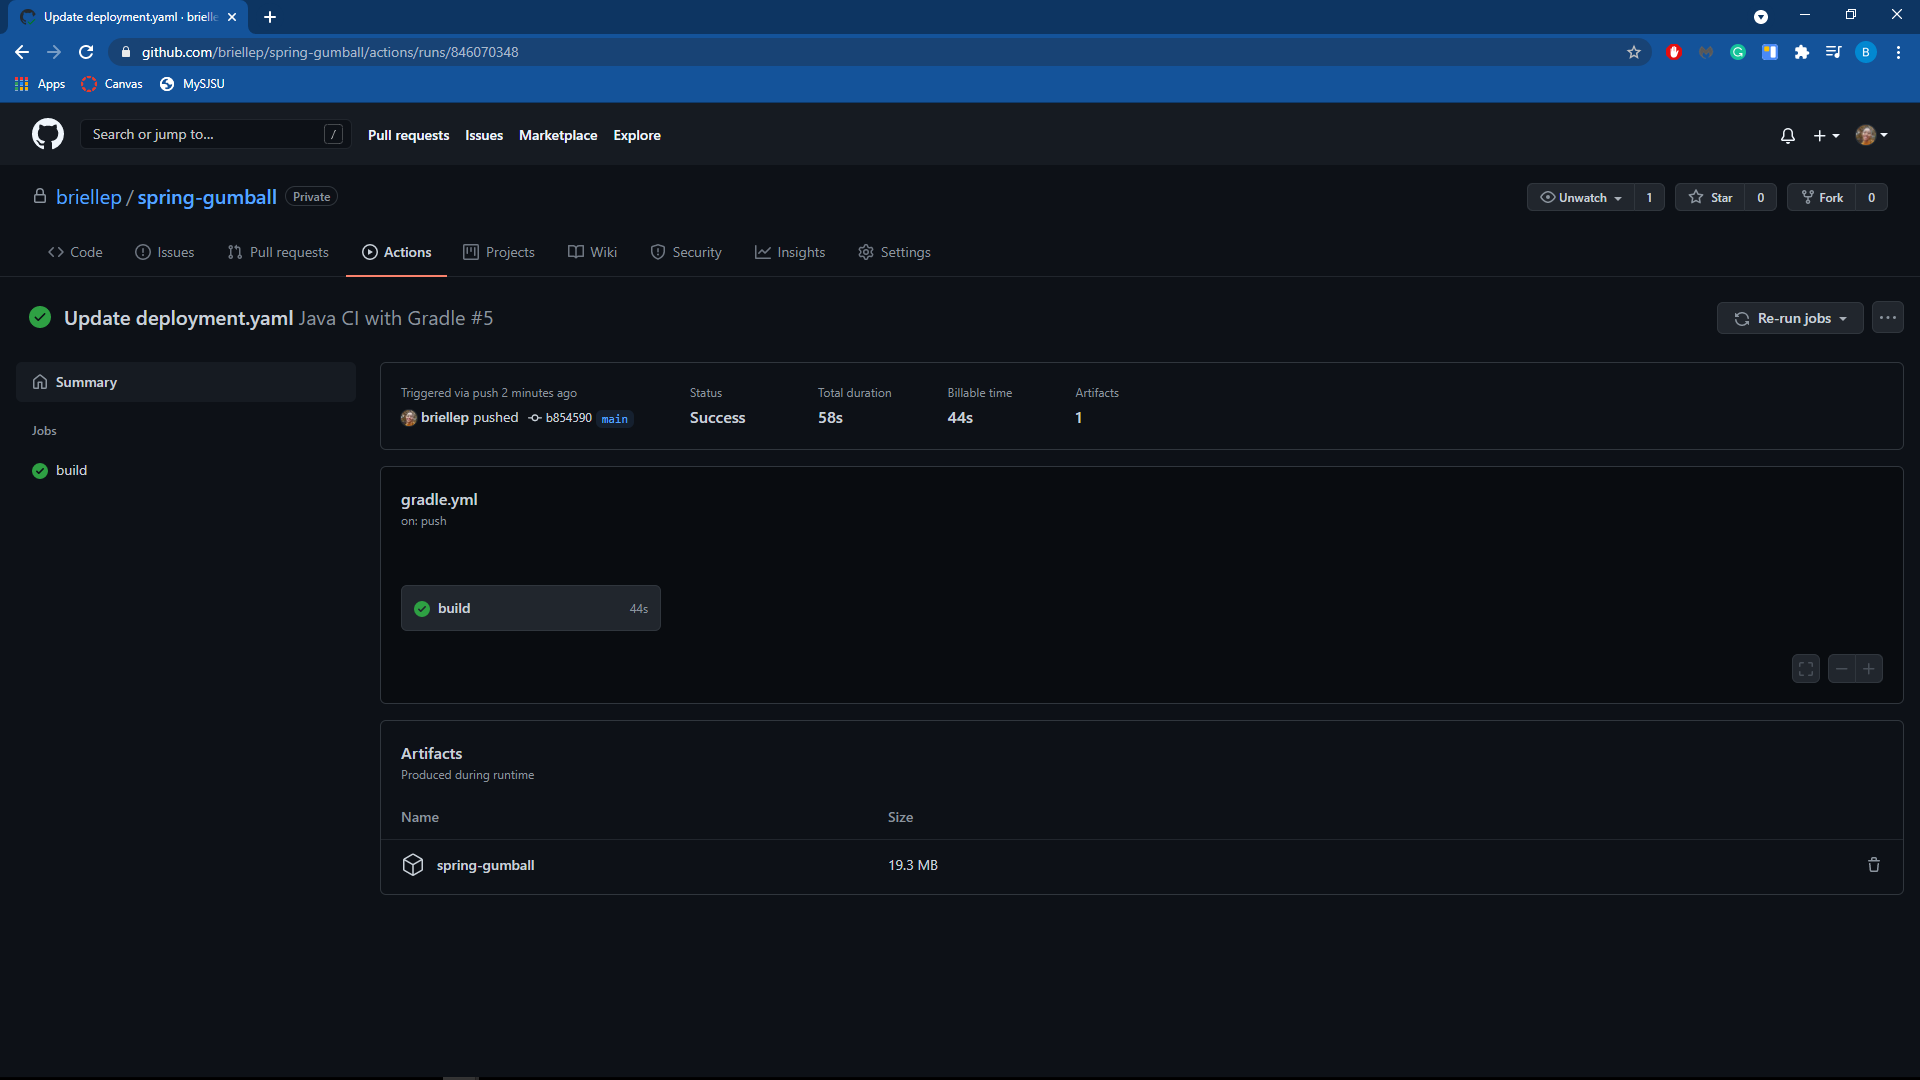 Update deployment.yaml · brielle
github.com/briellep/spring-gumball/actions/runs/846070348
B
Apps Canvas MySJSU
Search or jump to... / Pull requests Issues Marketplace Explore
briellep / spring-gumball Private Unwatch 1 Star 0 Fork 0
Code Issues Pull requests Actions Projects Wiki Security Insights Settings
Update deployment.yaml Java CI with Gradle #5 Re-run jobs
Summary
Jobs
build
Triggered via push 2 minutes ago Status Total duration Billable time Artifacts
briellep pushed b854590 main Success 58s 44s 1
gradle.yml
on: push
build 44s
Artifacts
Produced during runtime
Name Size
spring-gumball 19.3 MB